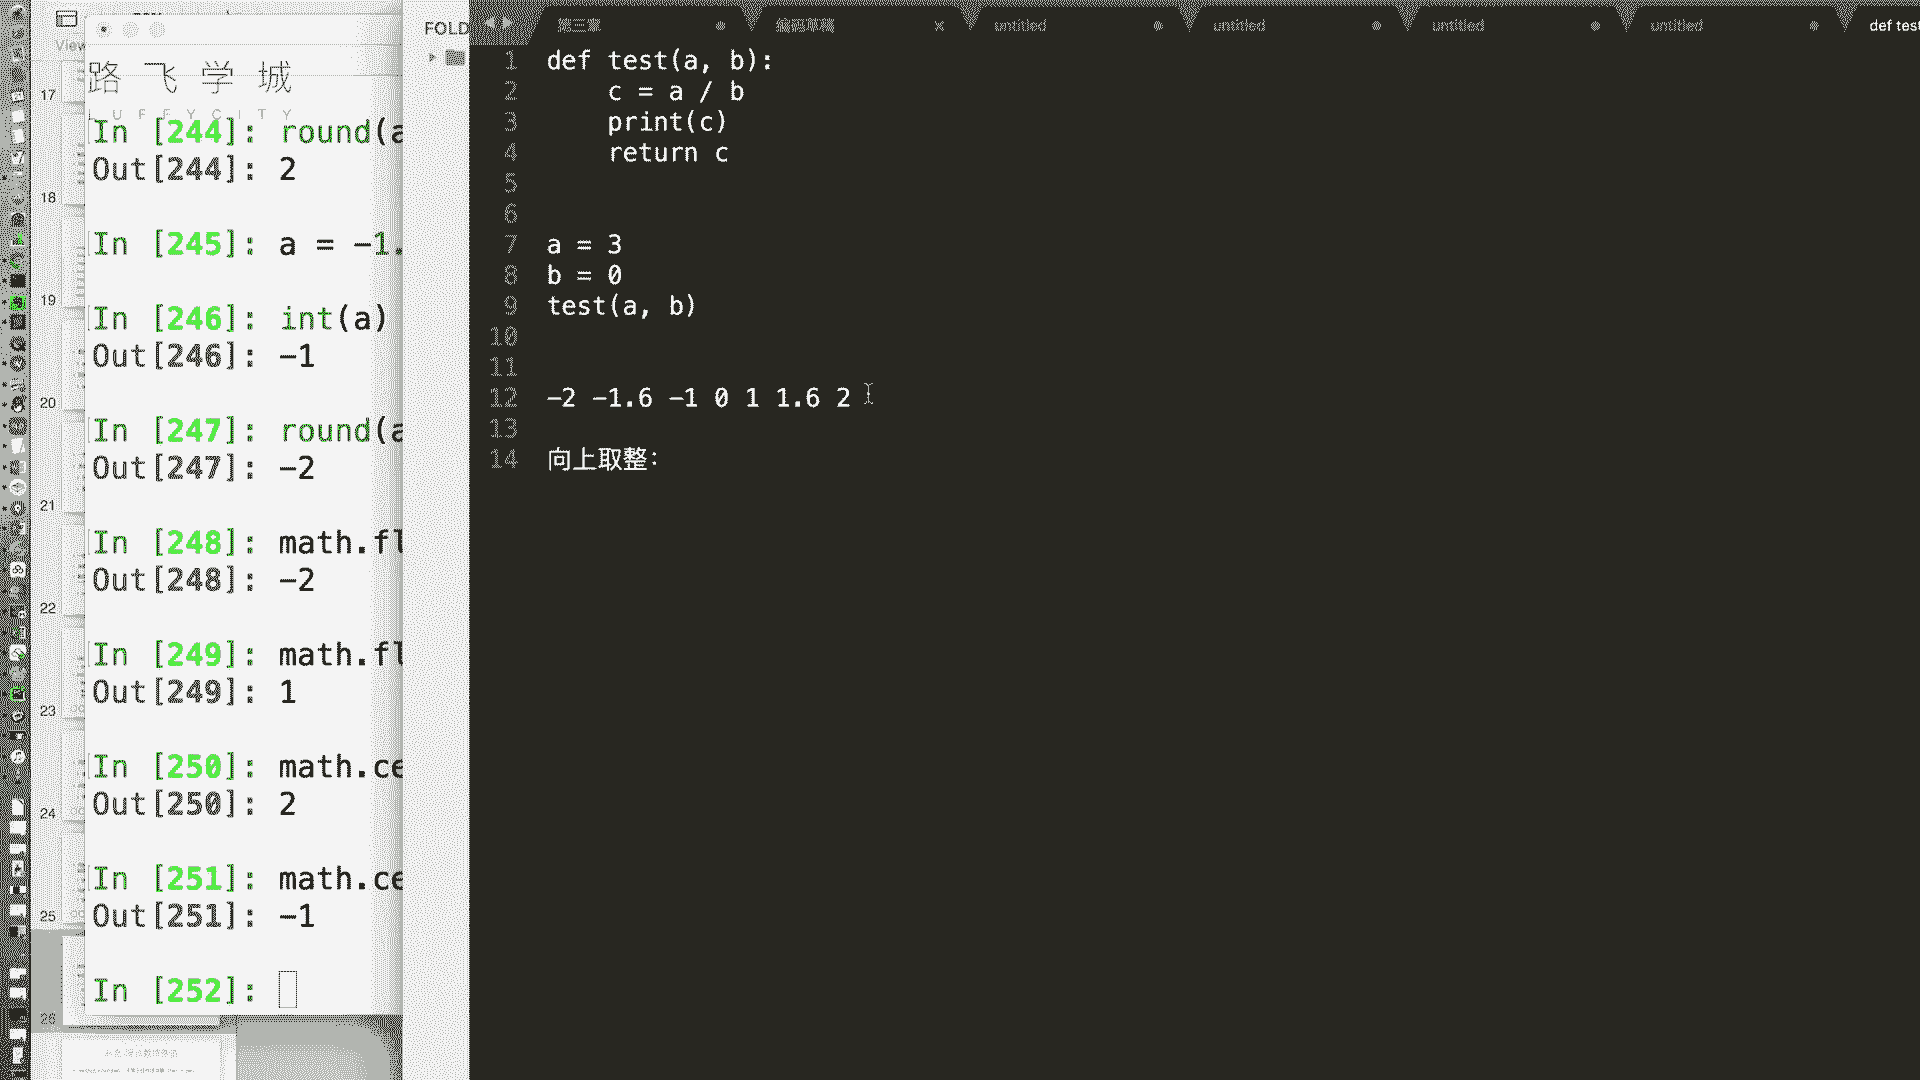 View
路飞学城
LUFFYCITY
In [244]: round(a
Out[244]: 2
In [245]: a = -1.
In [246]: int(a)
Out[246]: -1
In [247]: round(a
Out[247]: -2
In [248]: math.fl
Out[248]: -2
In [249]: math.fl
Out[249]: 1
In [250]: math.ce
Out[250]: 2
In [251]: math.ce
Out[251]: -1
In [252]:
17
18
19
20
21
22
23
24
25
26
FOLD
第三章 编码草稿 untitled untitled untitled untitled def test
1 def test(a, b):
2 c = a / b
3 print(c)
4 return c
5
6
7 a = 3
8 b = 0
9 test(a, b)
10
11
12 -2 -1.6 -1 0 1 1.6 2
13
14 向上取整: